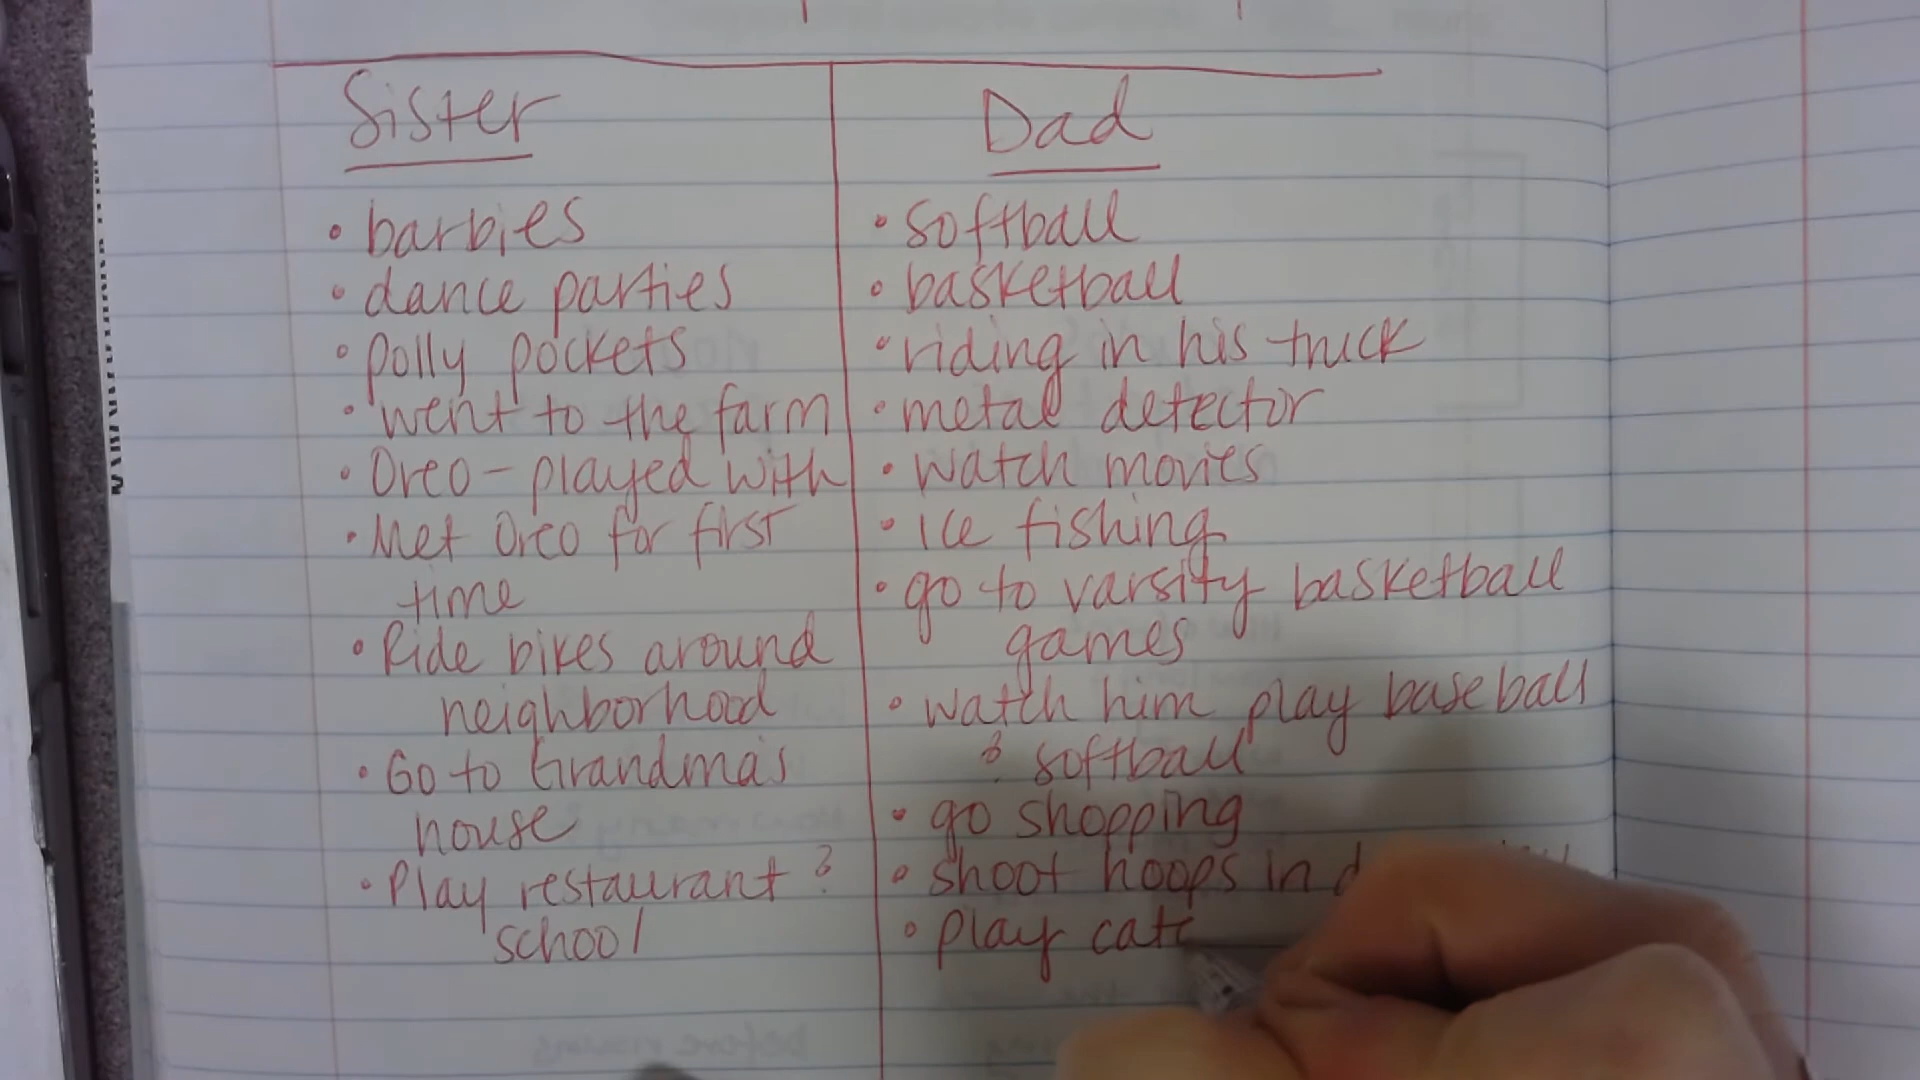 Sister
• barbies
• dance parties
• polly pockets
• went to the farm
• Oreo - played with
• Met Oreo for first
time
• Ride bikes around
neighborhood
• Go to Grandma's
house
• Play restaurant &
school
Dad
• softball
• basketball
• riding in his truck
• metal detector
• watch movies
• ice fishing
• go to varsity basketball
games
• watch him play baseball
& softball
• go shopping
• shoot hoops in
• play catc